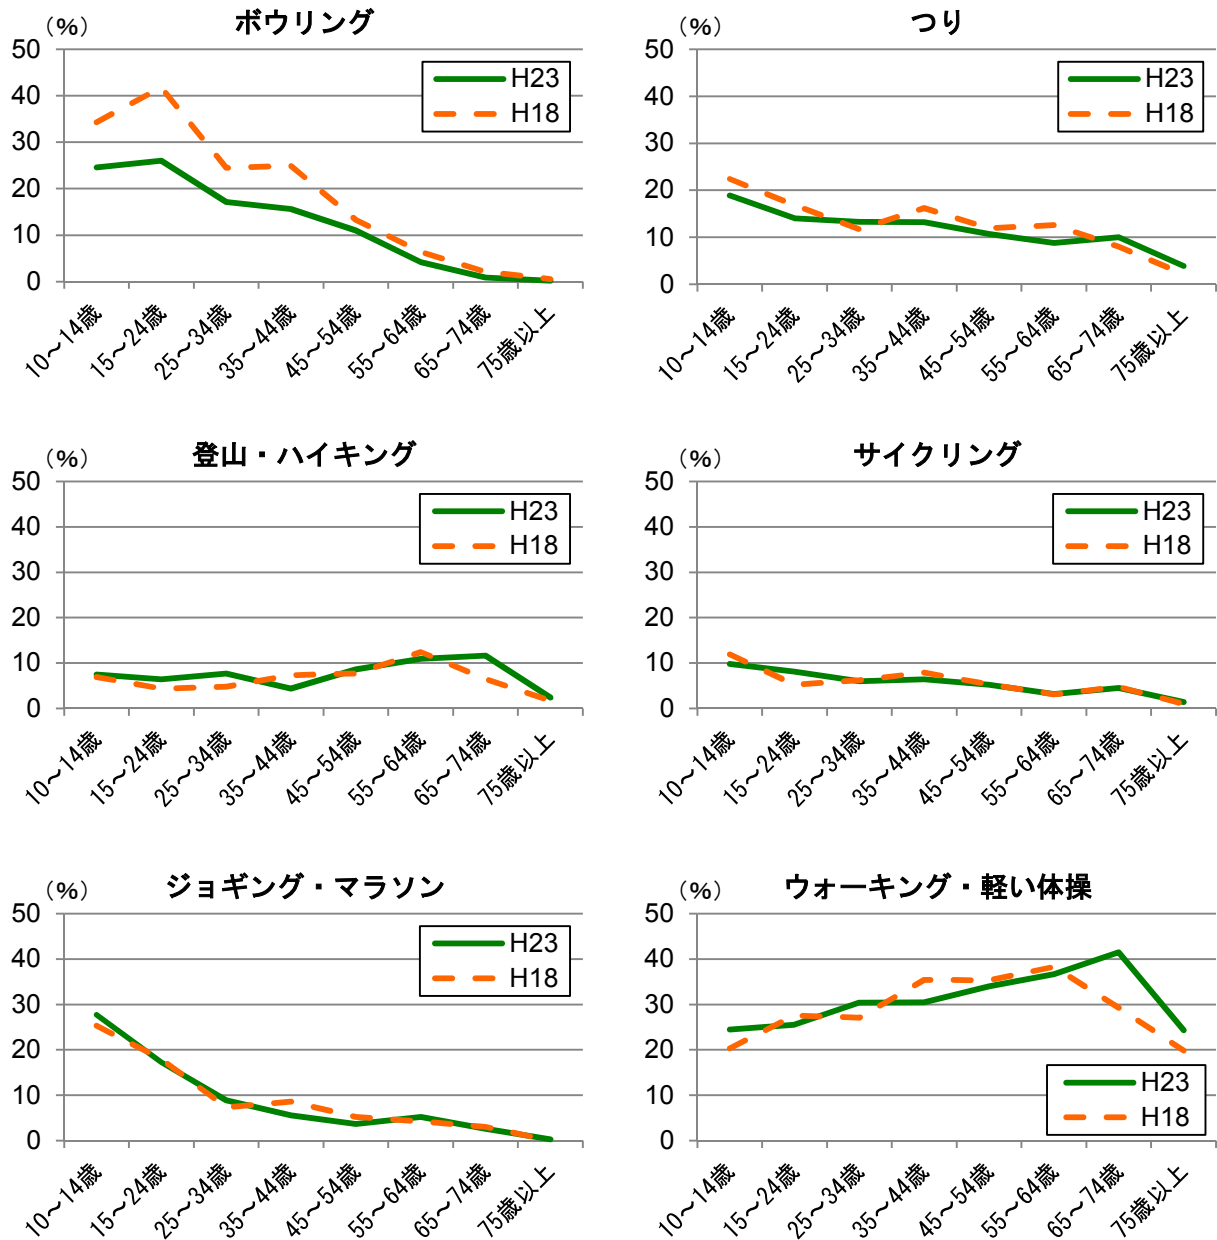 ボウリング
(%)
50
40
30
20
10
0
H23
H18
10～14歳
15～24歳
25～34歳
35～44歳
45～54歳
55～64歳
65～74歳
75歳以上
つり
(%)
50
40
30
20
10
0
H23
H18
10～14歳
15～24歳
25～34歳
35～44歳
45～54歳
55～64歳
65～74歳
75歳以上
登山・ハイキング
(%)
50
40
30
20
10
0
H23
H18
10～14歳
15～24歳
25～34歳
35～44歳
45～54歳
55～64歳
65～74歳
75歳以上
サイクリング
(%)
50
40
30
20
10
0
H23
H18
10～14歳
15～24歳
25～34歳
35～44歳
45～54歳
55～64歳
65～74歳
75歳以上
ジョギング・マラソン
(%)
50
40
30
20
10
0
H23
H18
10～14歳
15～24歳
25～34歳
35～44歳
45～54歳
55～64歳
65～74歳
75歳以上
ウォーキング・軽い体操
(%)
50
40
30
20
10
0
H23
H18
10～14歳
15～24歳
25～34歳
35～44歳
45～54歳
55～64歳
65～74歳
75歳以上